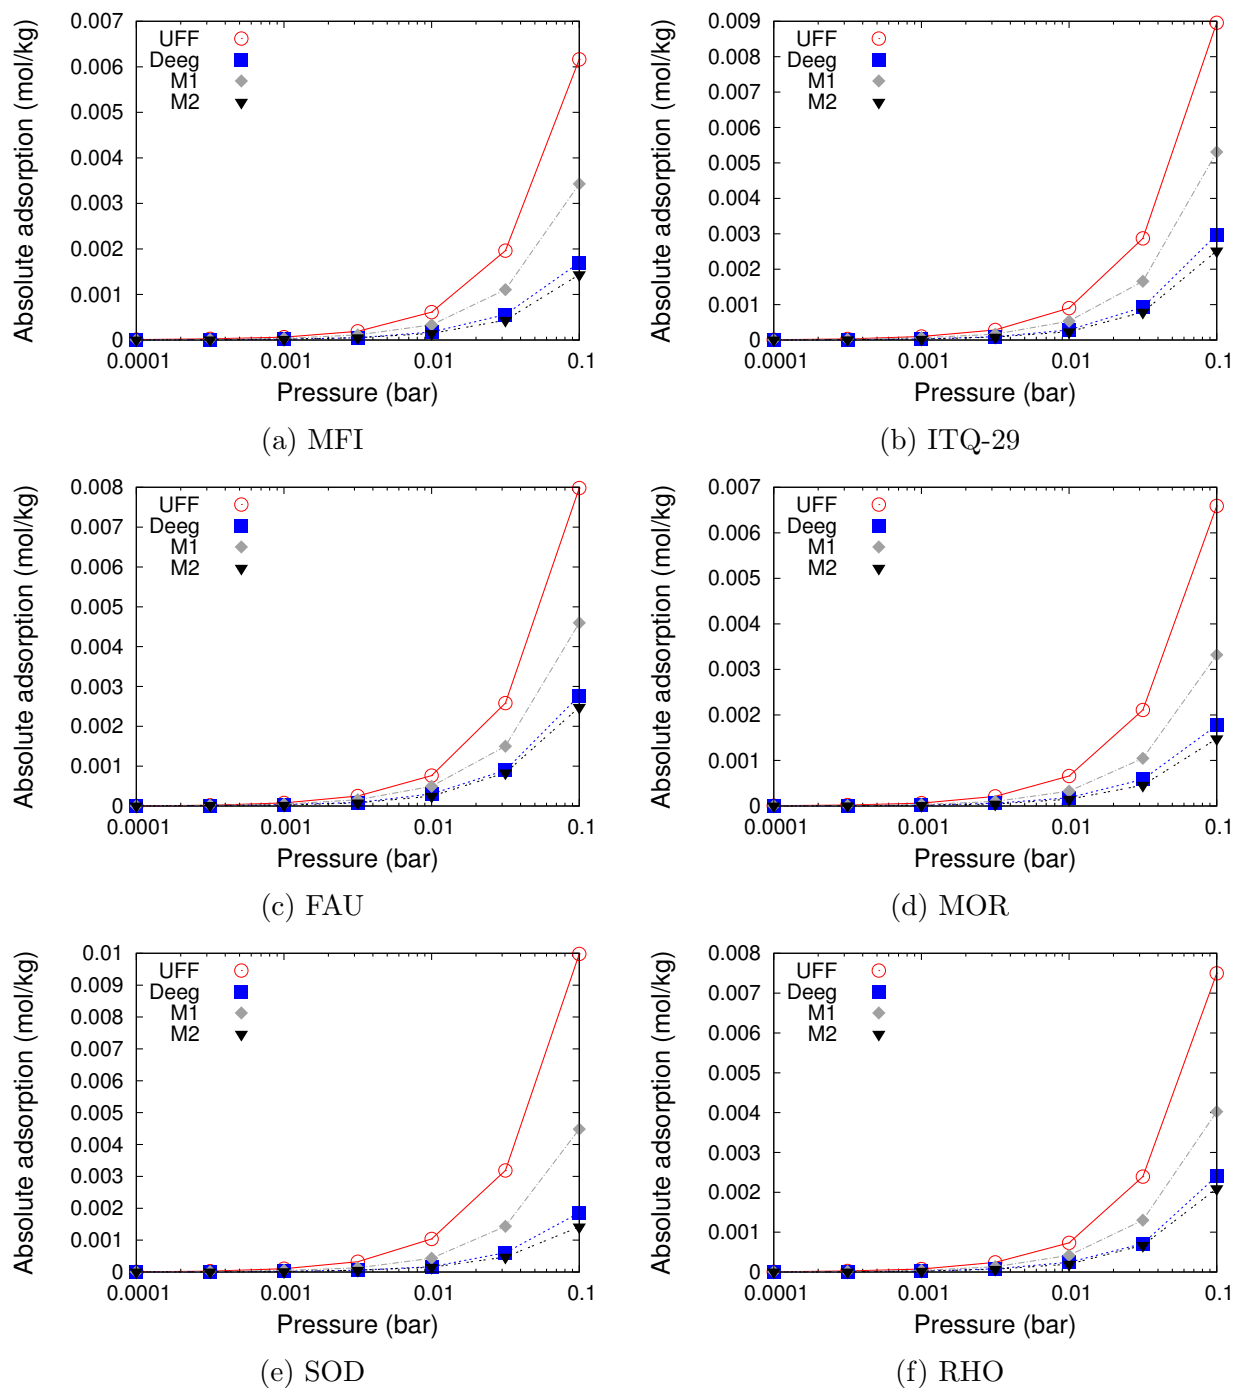 0.007
0.006
0.005
0.004
0.003
0.002
0.001
0
Absolute adsorption (mol/kg)
UFF
Deeg
M1
M2
0.0001 0.001 0.01 0.1
Pressure (bar)
(a) MFI
0.009
0.008
0.007
0.006
0.005
0.004
0.003
0.002
0.001
0
Absolute adsorption (mol/kg)
UFF
Deeg
M1
M2
0.0001 0.001 0.01 0.1
Pressure (bar)
(b) ITQ-29
0.008
0.007
0.006
0.005
0.004
0.003
0.002
0.001
0
Absolute adsorption (mol/kg)
UFF
Deeg
M1
M2
0.0001 0.001 0.01 0.1
Pressure (bar)
(c) FAU
0.007
0.006
0.005
0.004
0.003
0.002
0.001
0
Absolute adsorption (mol/kg)
UFF
Deeg
M1
M2
0.0001 0.001 0.01 0.1
Pressure (bar)
(d) MOR
0.01
0.009
0.008
0.007
0.006
0.005
0.004
0.003
0.002
0.001
0
Absolute adsorption (mol/kg)
UFF
Deeg
M1
M2
0.0001 0.001 0.01 0.1
Pressure (bar)
(e) SOD
0.008
0.007
0.006
0.005
0.004
0.003
0.002
0.001
0
Absolute adsorption (mol/kg)
UFF
Deeg
M1
M2
0.0001 0.001 0.01 0.1
Pressure (bar)
(f) RHO